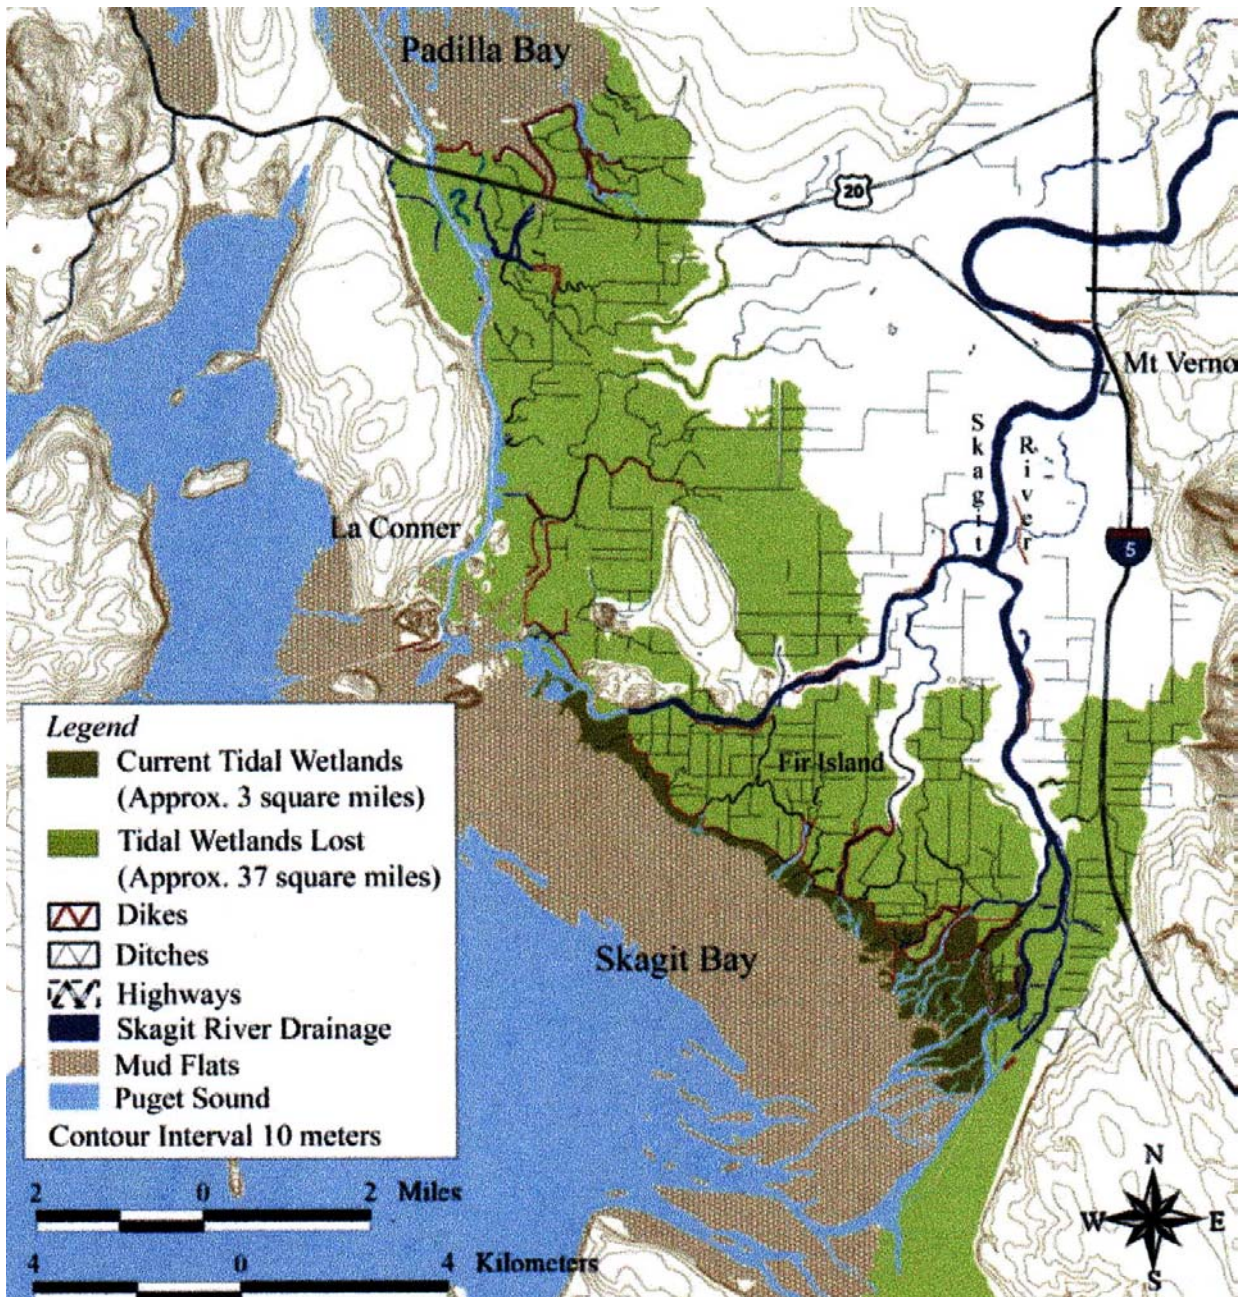 Padilla Bay
20
Mt Verno
Skagit
River
La Conner
5
Legend
Current Tidal Wetlands
(Approx. 3 square miles)
Tidal Wetlands Lost
(Approx. 37 square miles)
Dikes
Ditches
Highways
Skagit River Drainage
Mud Flats
Puget Sound
Contour Interval 10 meters
Fir Island
Skagit Bay
2 0 2 Miles
4 0 4 Kilometers
N
W E
S